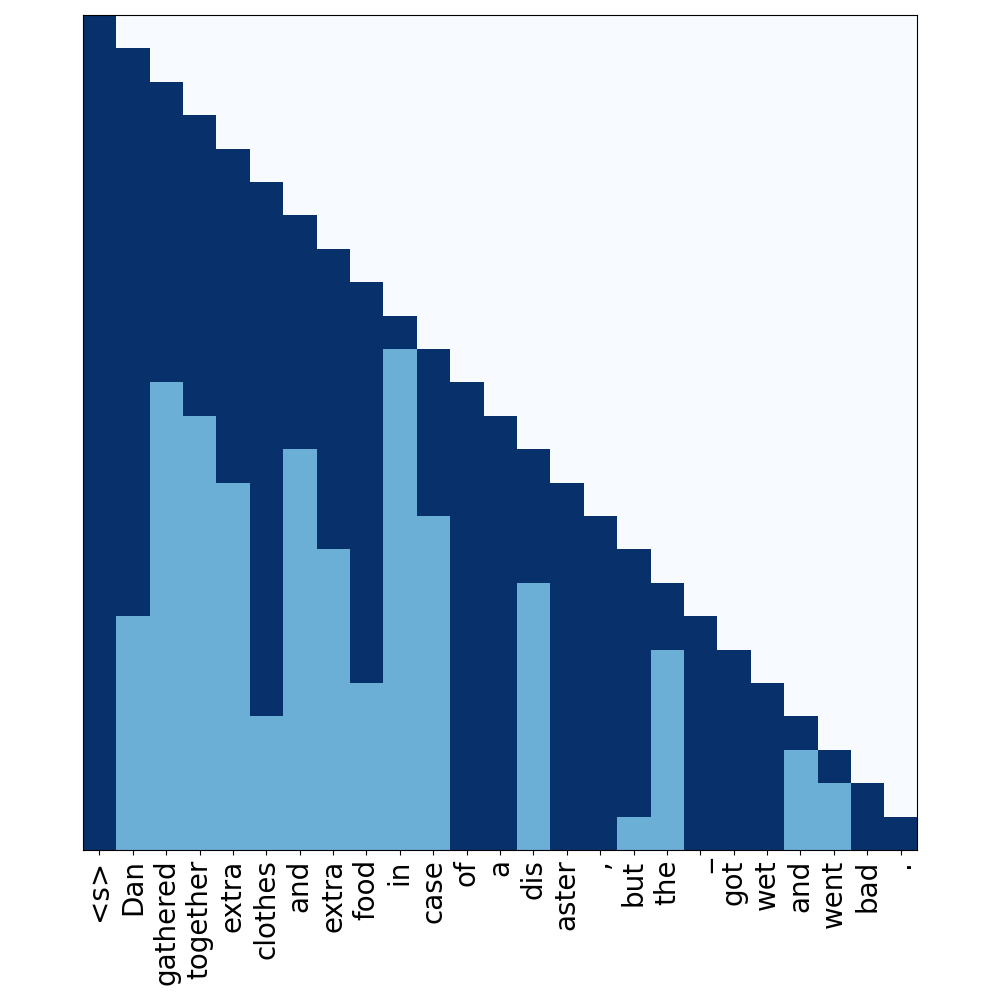 <s>
Dan
gathered
together
extra
clothes
and
extra
food
in
case
of
a
dis
aster
,
but
the
_
got
wet
and
went
bad
.